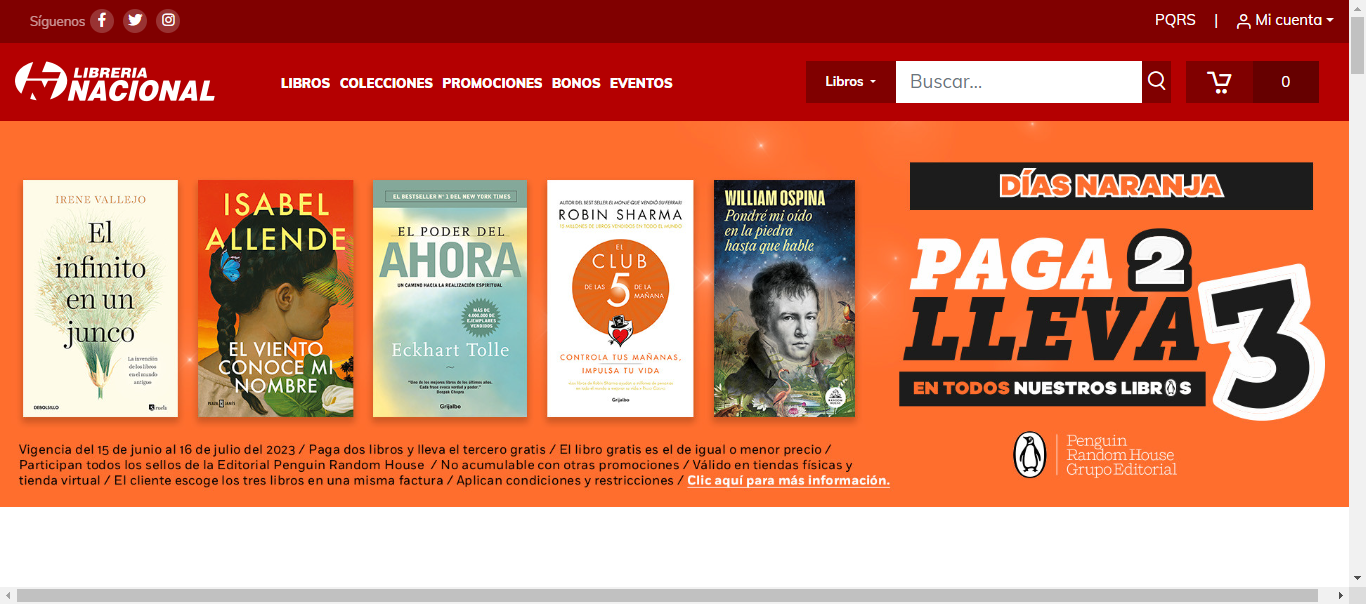 Síguenos
PQRS | Mi cuenta
LIBRERIA
NACIONAL
LIBROS COLECCIONES PROMOCIONES BONOS EVENTOS
Libros
Buscar...
0
IRENE VALLEJO
El
infinito
en un
junco
La invención
de los libros
en el mundo
antiguo
DEBOLSILLO
ISABEL
ALLENDE
EL VIENTO
CONOCE MI
NOMBRE
EL BESTSELLER Nº 1 DEL NEW YORK TIMES
EL PODER DEL
AHORA
UN CAMINO HACIA LA REALIZACIÓN ESPIRITUAL
MÁS DE
4.000.000 DE
EJEMPLARES
VENDIDOS
Eckhart Tolle
Grijalbo
AUTOR DEL BEST SELLER EL MONJE QUE VENDIÓ SU FERRARI
ROBIN SHARMA
EL
CLUB
DE LAS 5 DE LA
MAÑANA
CONTROLA TUS MAÑANAS,
IMPULSA TU VIDA
Grijalbo
WILLIAM OSPINA
Pondré mi oído
en la piedra
hasta que hable
DÍAS NARANJA
PAGA 2
LLEVA 3
EN TODOS NUESTROS LIBROS
Penguin
Random House
Grupo Editorial
Vigencia del 15 de junio al 16 de julio del 2023 / Paga dos libros y lleva el tercero gratis / El libro gratis es el de igual o menor precio /
Participan todos los sellos de la Editorial Penguin Random House / No acumulable con otras promociones / Válido en tiendas físicas y
tienda virtual / El cliente escoge los tres libros en una misma factura / Aplican condiciones y restricciones / Clic aquí para más información.